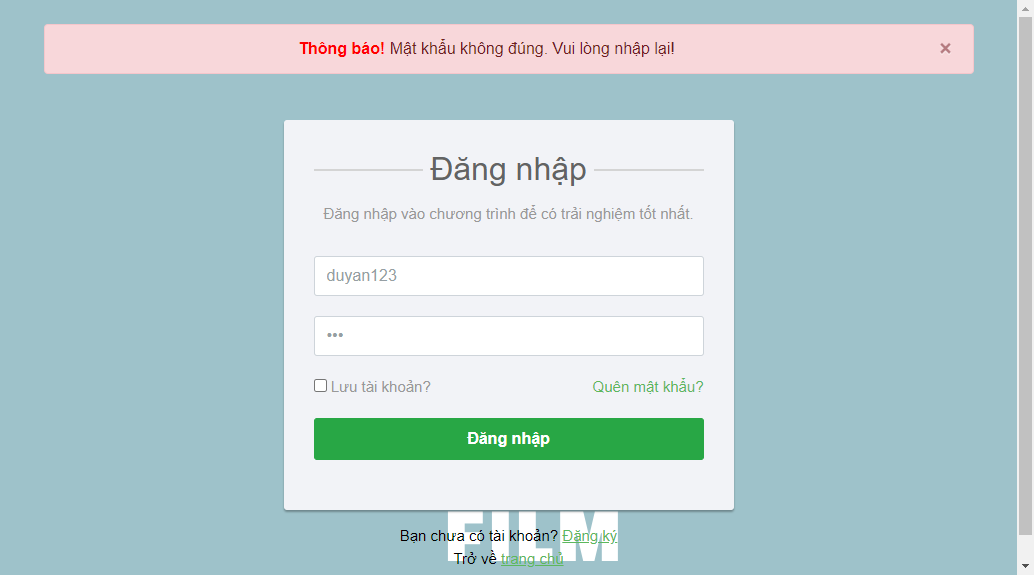 Thông báo! Mật khẩu không đúng. Vui lòng nhập lại!
×
Đăng nhập
Đăng nhập vào chương trình để có trải nghiệm tốt nhất.
duyan123
•••
Lưu tài khoản?
Quên mật khẩu?
Đăng nhập
FILM
Bạn chưa có tài khoản? Đăng ký
Trở về trang chủ